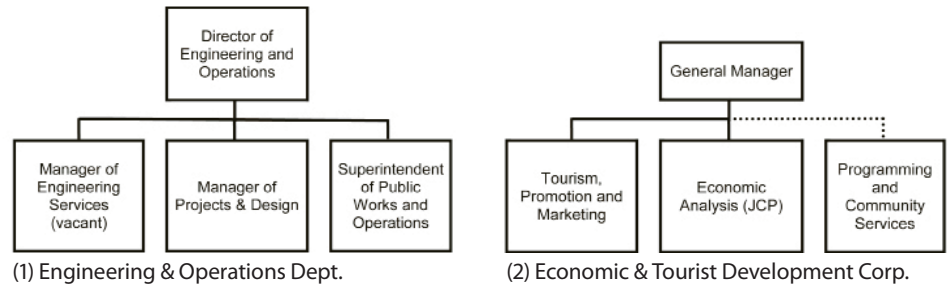 Director of
Engineering and
Operations
Manager of
Engineering
Services
(vacant)
Manager of
Projects & Design
Superintendent
of Public
Works and
Operations
(1) Engineering & Operations Dept.
General Manager
Tourism,
Promotion and
Marketing
Economic
Analysis (JCP)
Programming
and
Community
Services
(2) Economic & Tourist Development Corp.